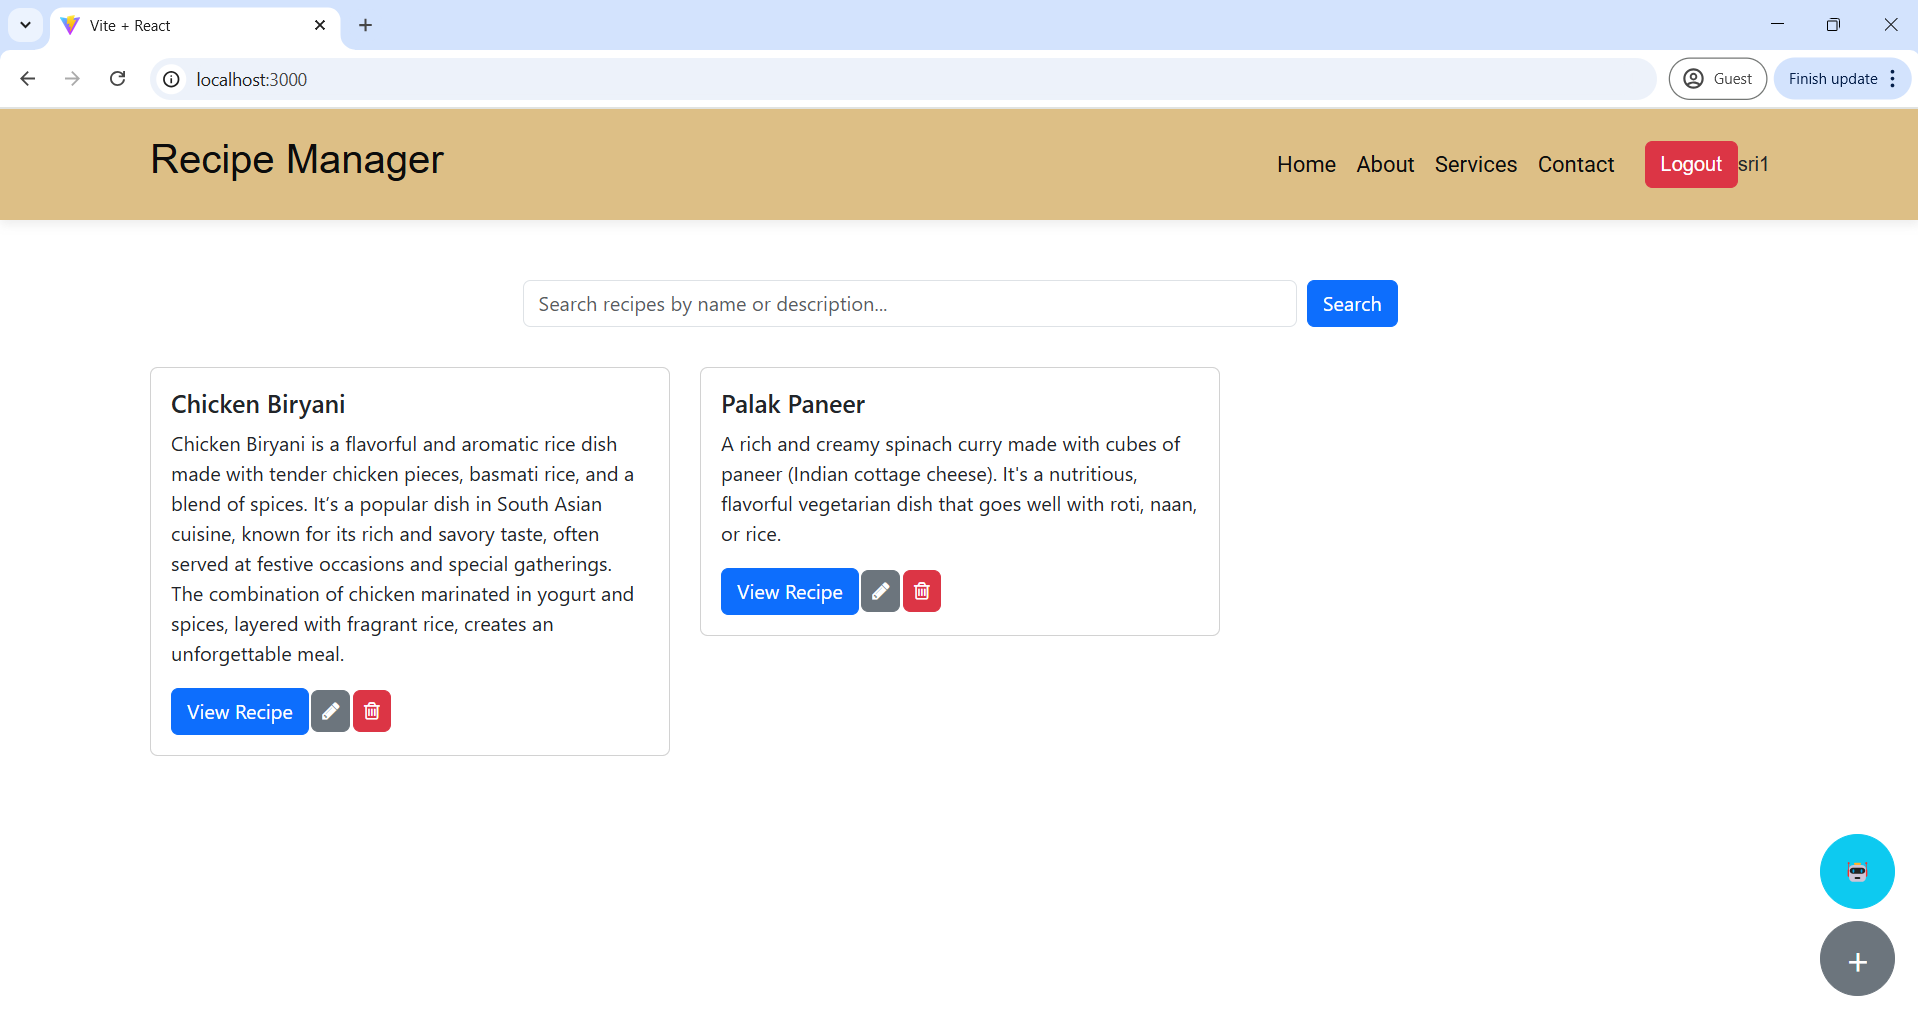 Vite + React
localhost:3000
Guest
Finish update
Recipe Manager
Home About Services Contact Logout sri1
Search recipes by name or description...
Search
Chicken Biryani
Chicken Biryani is a flavorful and aromatic rice dish
made with tender chicken pieces, basmati rice, and a
blend of spices. It’s a popular dish in South Asian
cuisine, known for its rich and savory taste, often
served at festive occasions and special gatherings.
The combination of chicken marinated in yogurt and
spices, layered with fragrant rice, creates an
unforgettable meal.
View Recipe
Palak Paneer
A rich and creamy spinach curry made with cubes of
paneer (Indian cottage cheese). It's a nutritious,
flavorful vegetarian dish that goes well with roti, naan,
or rice.
View Recipe
+